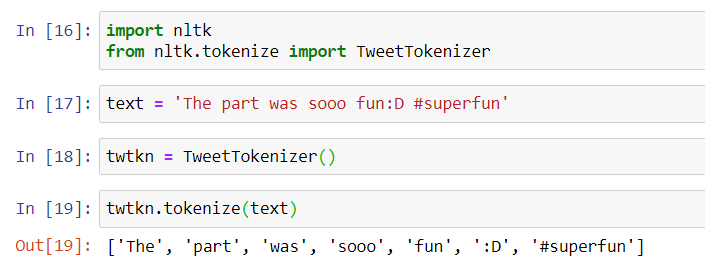 In [16]: import nltk
from nltk.tokenize import TweetTokenizer
In [17]: text = 'The part was sooo fun:D #superfun'
In [18]: twtkn = TweetTokenizer()
In [19]: twtkn.tokenize(text)
Out[19]: ['The', 'part', 'was', 'sooo', 'fun', ':D', '#superfun']